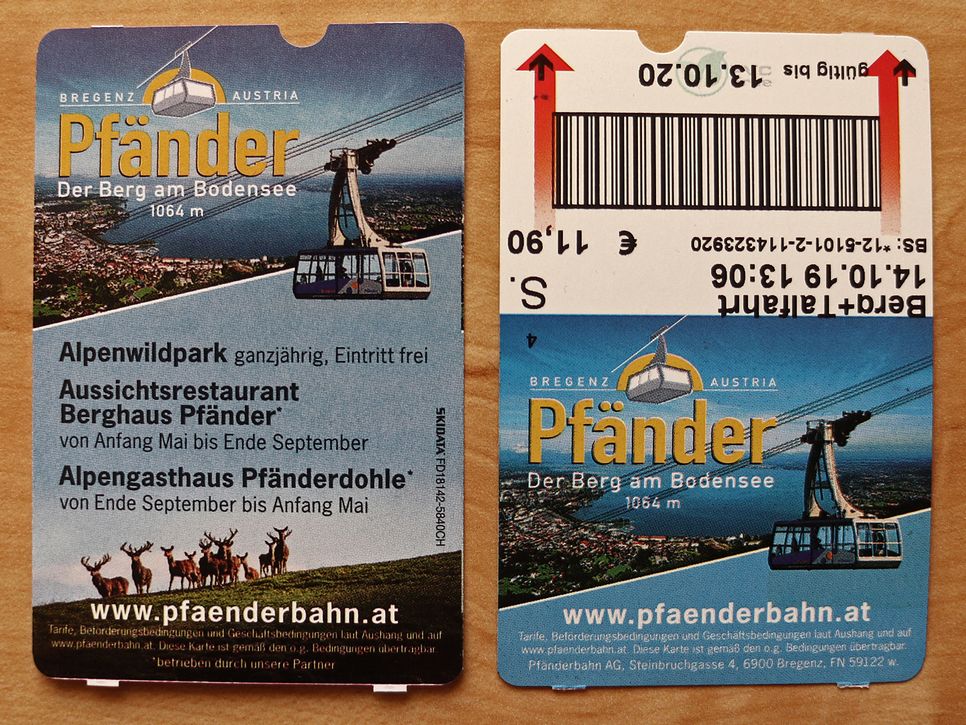 BREGENZ AUSTRIA
Pfänder
Der Berg am Bodensee
1064 m
Alpenwildpark ganzjährig, Eintritt frei
Aussichtsrestaurant
Berghaus Pfänder*
von Anfang Mai bis Ende September
Alpengasthaus Pfänderdohle*
von Ende September bis Anfang Mai
SKIDATA FD18142-5840CH
www.pfaenderbahn.at
Tarife, Beförderungsbedingungen und Geschäftsbedingungen laut Aushang und auf
www.pfaenderbahn.at. Diese Karte ist gemäß den o.g. Bedingungen übertragbar.
*betrieben durch unsere Partner
Berg+Talfahrt
14.10.19 13:06 S.
BS: *12-5101-2-114323920 € 11,90
gültig bis 13.10.20
4
BREGENZ AUSTRIA
Pfänder
Der Berg am Bodensee
1064 m
www.pfaenderbahn.at
Tarife, Beförderungsbedingungen und Geschäftsbedingungen laut Aushang und auf
www.pfaenderbahn.at. Diese Karte ist gemäß den o.g. Bedingungen übertragbar.
Pfänderbahn AG, Steinbruchgasse 4, 6900 Bregenz, FN 59122 w.